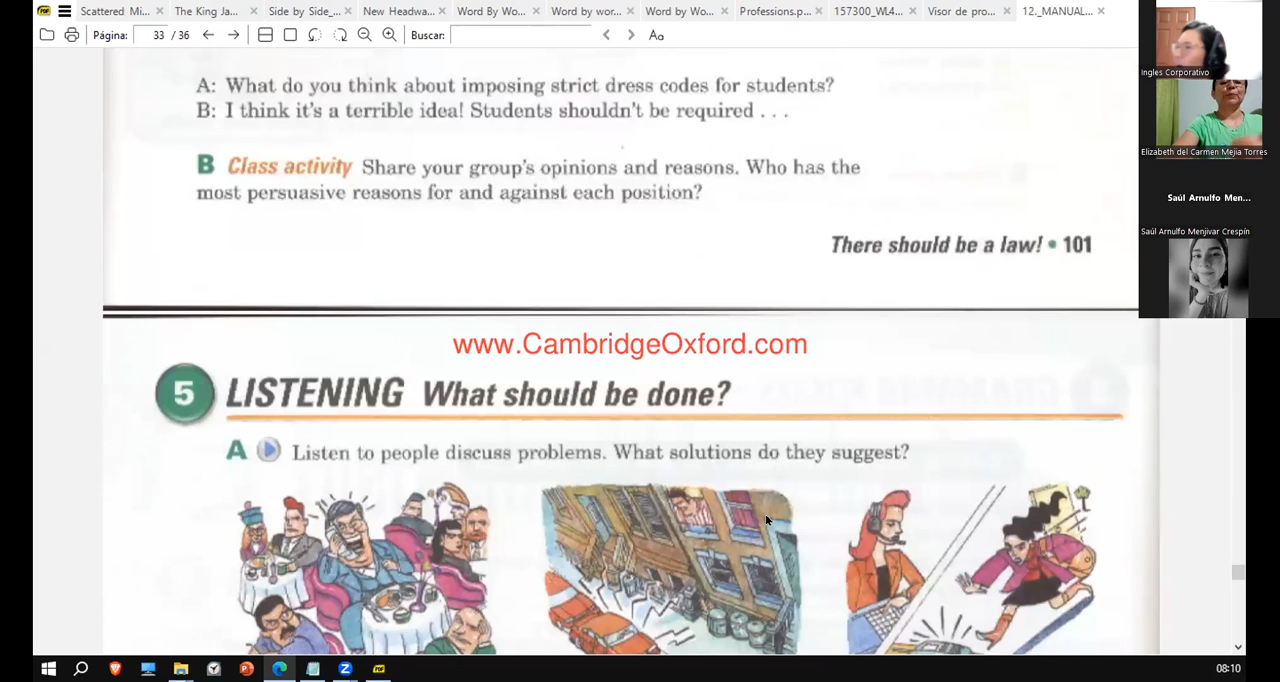 Scattered Mi...
The King Ja...
Side by Side_...
New Headwa...
Word By Wo...
Word by wor...
Word by Wo...
Professions.p...
157300_WL4...
Visor de pro...
12._MANUAL...
Página: 33 / 36
Buscar:
Aa
A: What do you think about imposing strict dress codes for students?
B: I think it's a terrible idea! Students shouldn't be required . . .
B Class activity Share your group's opinions and reasons. Who has the
most persuasive reasons for and against each position?
There should be a law! • 101
www.CambridgeOxford.com
5 LISTENING What should be done?
A Listen to people discuss problems. What solutions do they suggest?
Ingles Corporativo
Elizabeth del Carmen Mejia Torres
Saúl Arnulfo Men...
Saúl Arnulfo Menjivar Crespín
08:10